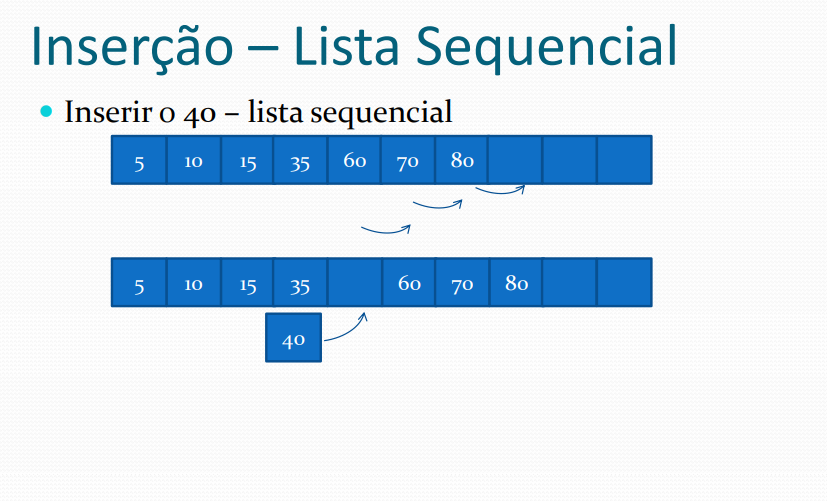 Inserção – Lista Sequencial
Inserir o 40 – lista sequencial
5 10 15 35 60 70 80
5 10 15 35 60 70 80
40